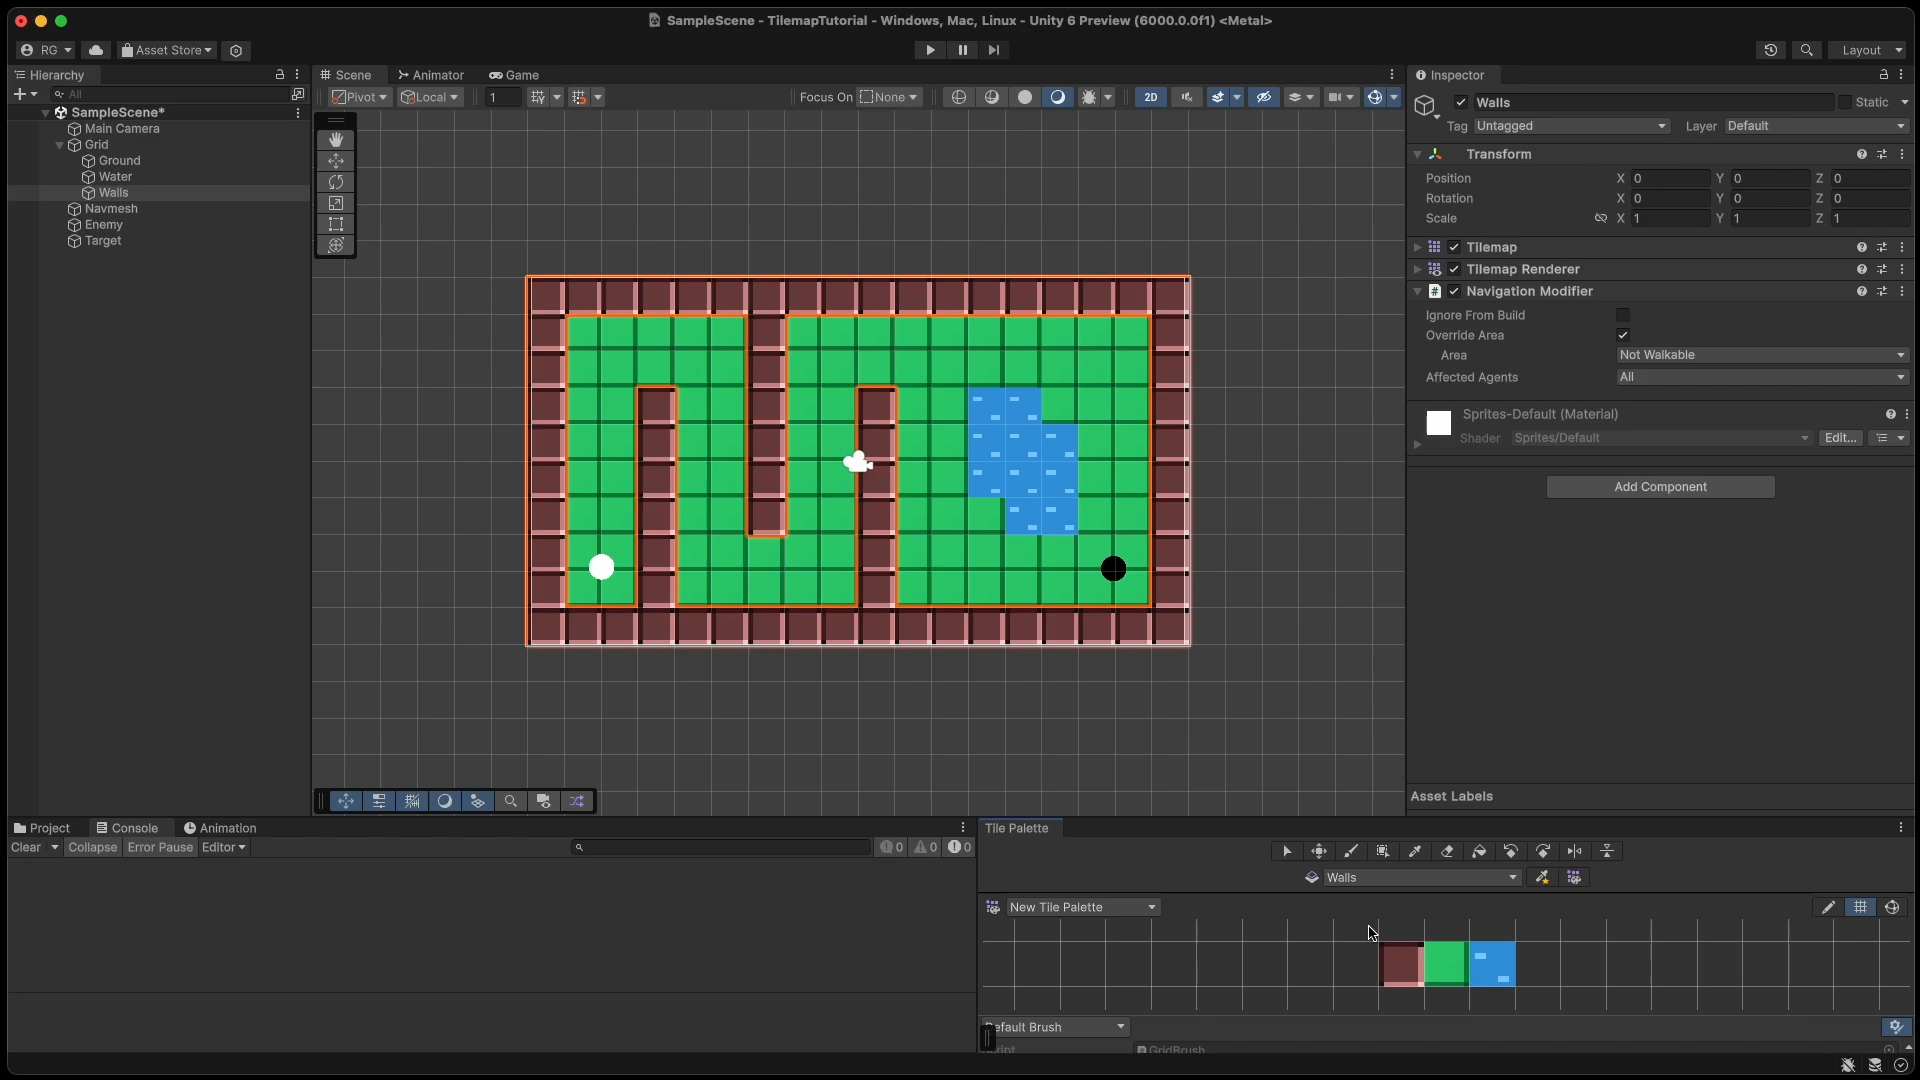 SampleScene - TilemapTutorial - Windows, Mac, Linux - Unity 6 Preview (6000.0.0f1) <Metal>
RG
Asset Store
Layout
Hierarchy
Scene
Animator
Game
Inspector
All
Pivot
Local
1
Focus On
None
2D
Walls
Static
SampleScene*
Main Camera
Grid
Ground
Water
Walls
Navmesh
Enemy
Target
Tag
Untagged
Layer
Default
Transform
Position X 0 Y 0 Z 0
Rotation X 0 Y 0 Z 0
Scale X 1 Y 1 Z 1
Tilemap
Tilemap Renderer
# Navigation Modifier
Ignore From Build
Override Area
Area Not Walkable
Affected Agents All
Sprites-Default (Material)
Shader Sprites/Default Edit...
Add Component
Asset Labels
Project
Console
Animation
Clear
Collapse
Error Pause
Editor
0
0
0
Tile Palette
Walls
New Tile Palette
efault Brush
GridBrush